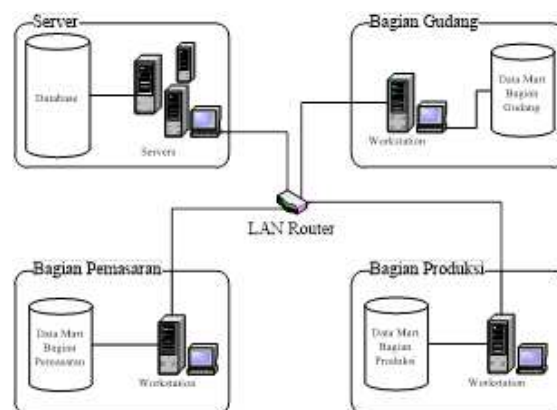 Server
Database
Servers
Bagian Gudang
Workstation
Data Mart
Bagian
Gudang
LAN Router
Bagian Pemasaran
Data Mart
Bagian
Pemasaran
Workstation
Bagian Produksi
Data Mart
Bagian
Produksi
Workstation